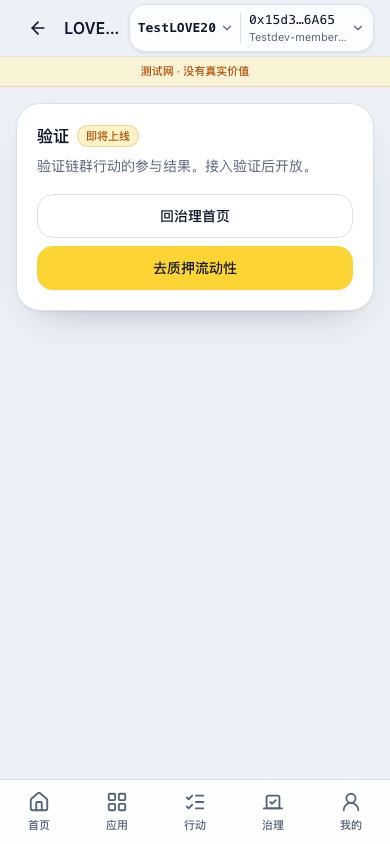 LOVE...
TestLOVE20
0x15d3…6A65
Testdev-member...
测试网 · 没有真实价值
验证
即将上线
验证链群行动的参与结果。接入验证后开放。
回治理首页
去质押流动性
首页
应用
行动
治理
我的